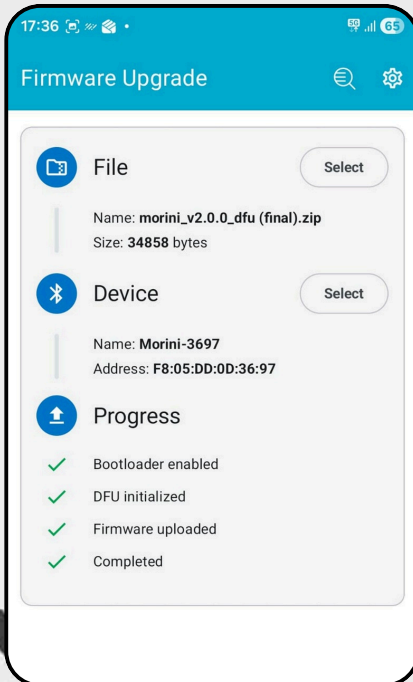 17:36
5G
65
Firmware Upgrade
File
Select
Name: morini_v2.0.0_dfu (final).zip
Size: 34858 bytes
Device
Select
Name: Morini-3697
Address: F8:05:DD:0D:36:97
Progress
Bootloader enabled
DFU initialized
Firmware uploaded
Completed